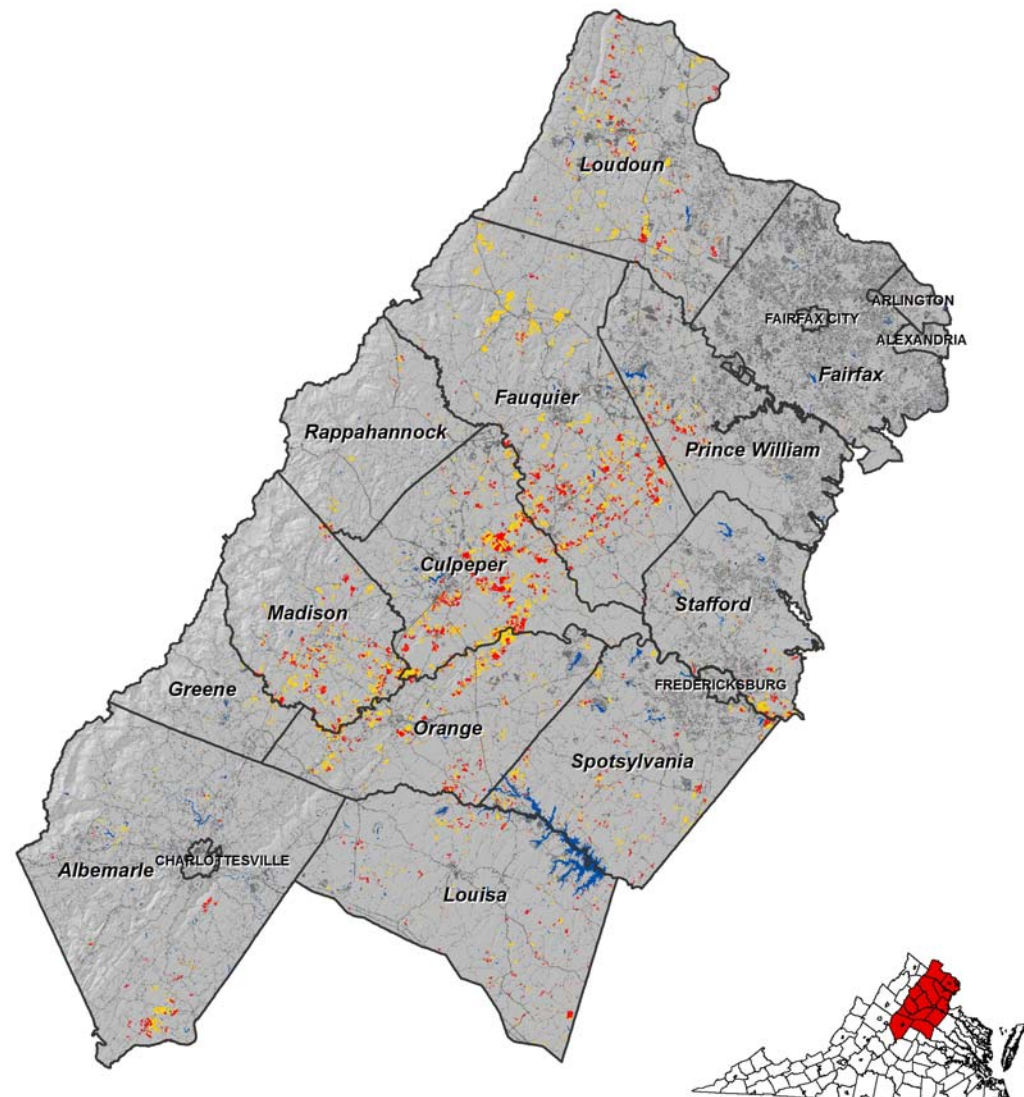 Loudoun
ARLINGTON
FAIRFAX CITY
ALEXANDRIA
Fairfax
Fauquier
Rappahannock
Prince William
Culpeper
Stafford
Madison
FREDERICKSBURG
Greene
Orange
Spotsylvania
CHARLOTTESVILLE
Albemarle
Louisa